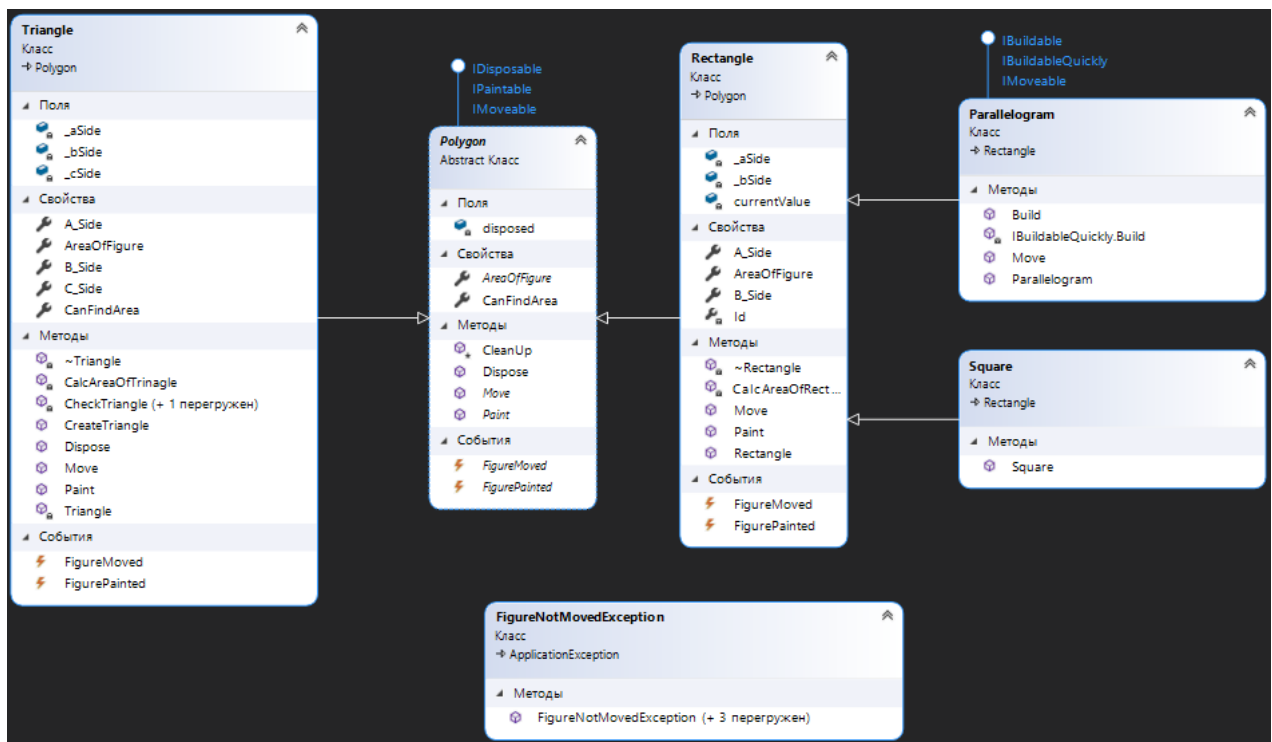 Triangle
Класс
Polygon
Поля
_aSide
_bSide
_cSide
Свойства
A_Side
AreaOfFigure
B_Side
C_Side
CanFindArea
Методы
~Triangle
CalcAreaOfTrinagle
CheckTriangle (+ 1 перегружен)
CreateTriangle
Dispose
Move
Paint
Triangle
События
FigureMoved
FigurePainted
IDisposable
IPaintable
IMoveable
Polygon
Abstract Класс
Поля
disposed
Свойства
AreaOfFigure
CanFindArea
Методы
CleanUp
Dispose
Move
Paint
События
FigureMoved
FigurePainted
Rectangle
Класс
Polygon
Поля
_aSide
_bSide
currentValue
Свойства
A_Side
AreaOfFigure
B_Side
Id
Методы
~Rectangle
CalcAreaOfRect...
Move
Paint
Rectangle
События
FigureMoved
FigurePainted
IBuildable
IBuildableQuickly
IMoveable
Parallelogram
Класс
Rectangle
Методы
Build
IBuildableQuickly.Build
Move
Parallelogram
Square
Класс
Rectangle
Методы
Square
FigureNotMovedException
Класс
ApplicationException
Методы
FigureNotMovedException (+ 3 перегружен)